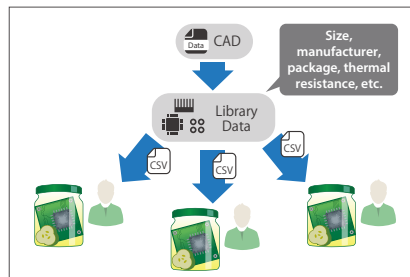 Data
CAD
Size,
manufacturer,
package, thermal
resistance, etc.
Library
Data
CSV
CSV
CSV